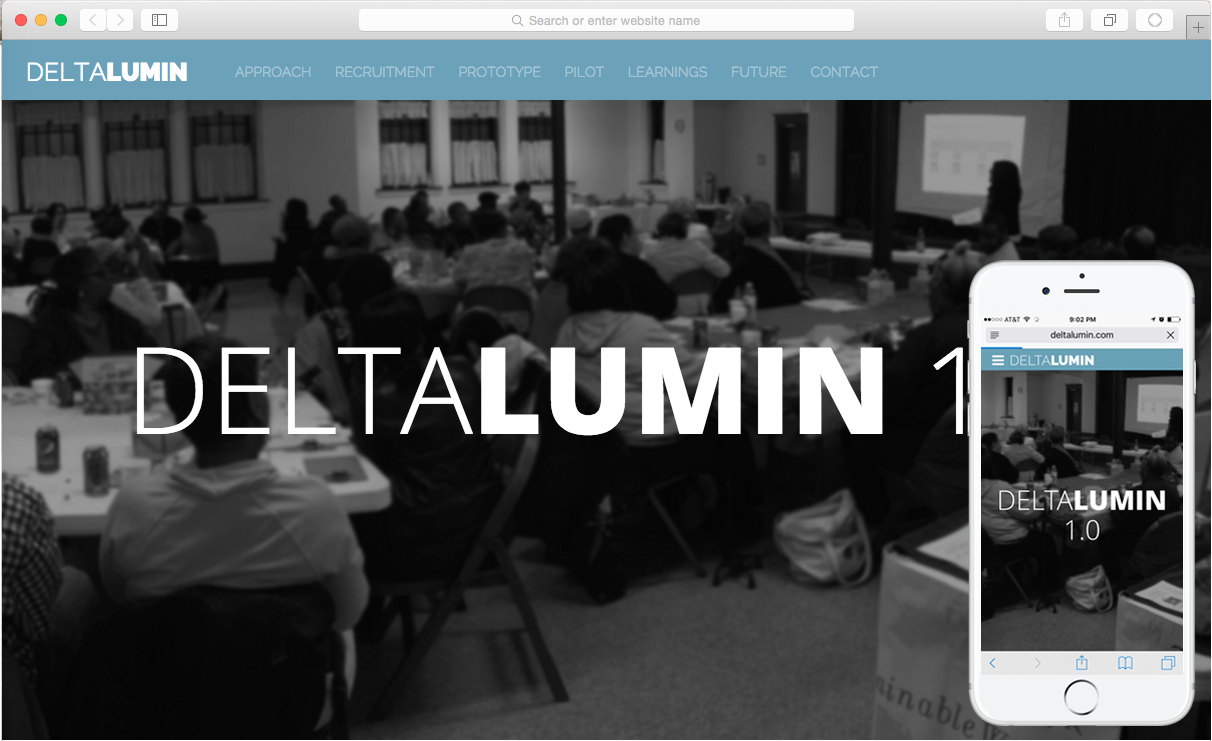 Search or enter website name
DELTALUMIN APPROACH RECRUITMENT PROTOTYPE PILOT LEARNINGS FUTURE CONTACT
DELTALUMIN 1
AT&T 9:02 PM
deltalumin.com
DELTALUMIN
DELTALUMIN
1.0